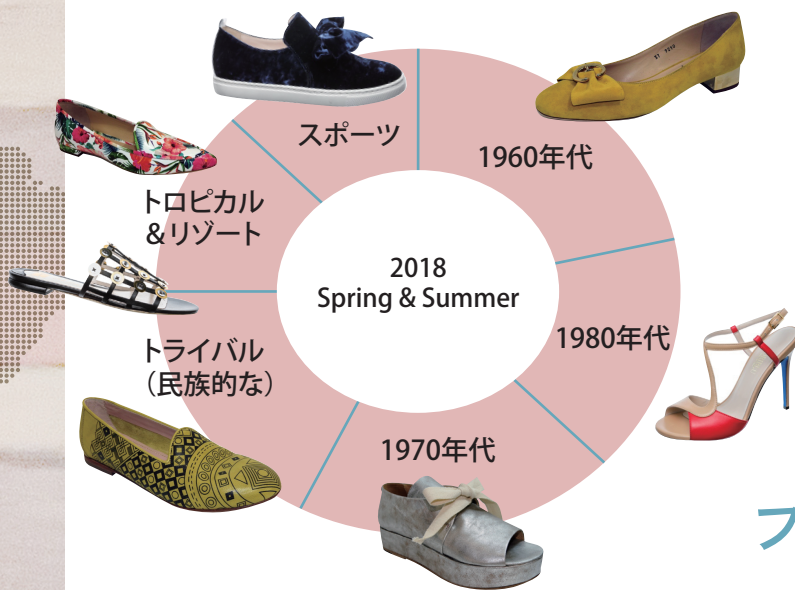 スポーツ
1960年代
トロピカル
&リゾート
2018
Spring & Summer
1980年代
トライバル
（民族的な）
1970年代